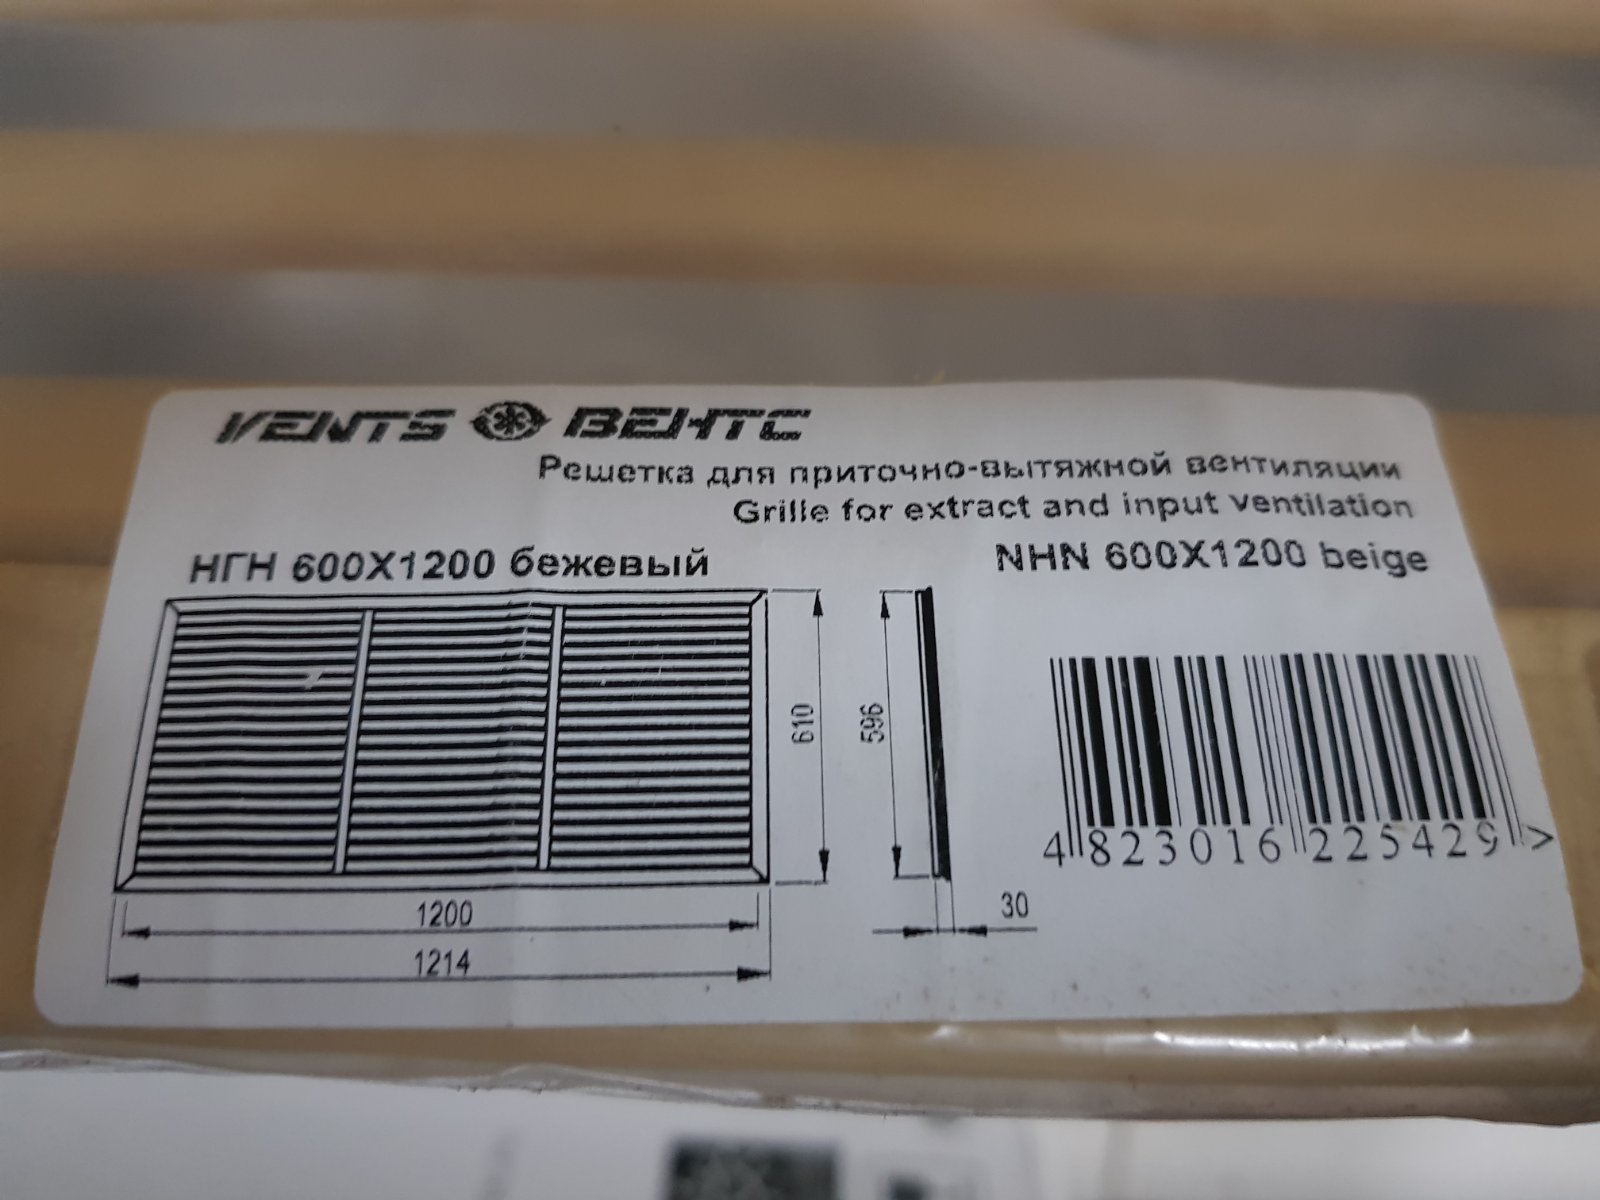 VENTS ВЕНТС
Решетка для приточно-вытяжной вентиляции
Grille for extract and input ventilation
НГН 600X1200 бежевый
NHN 600X1200 beige
610
596
1200
1214
30
4 823016 225429 >